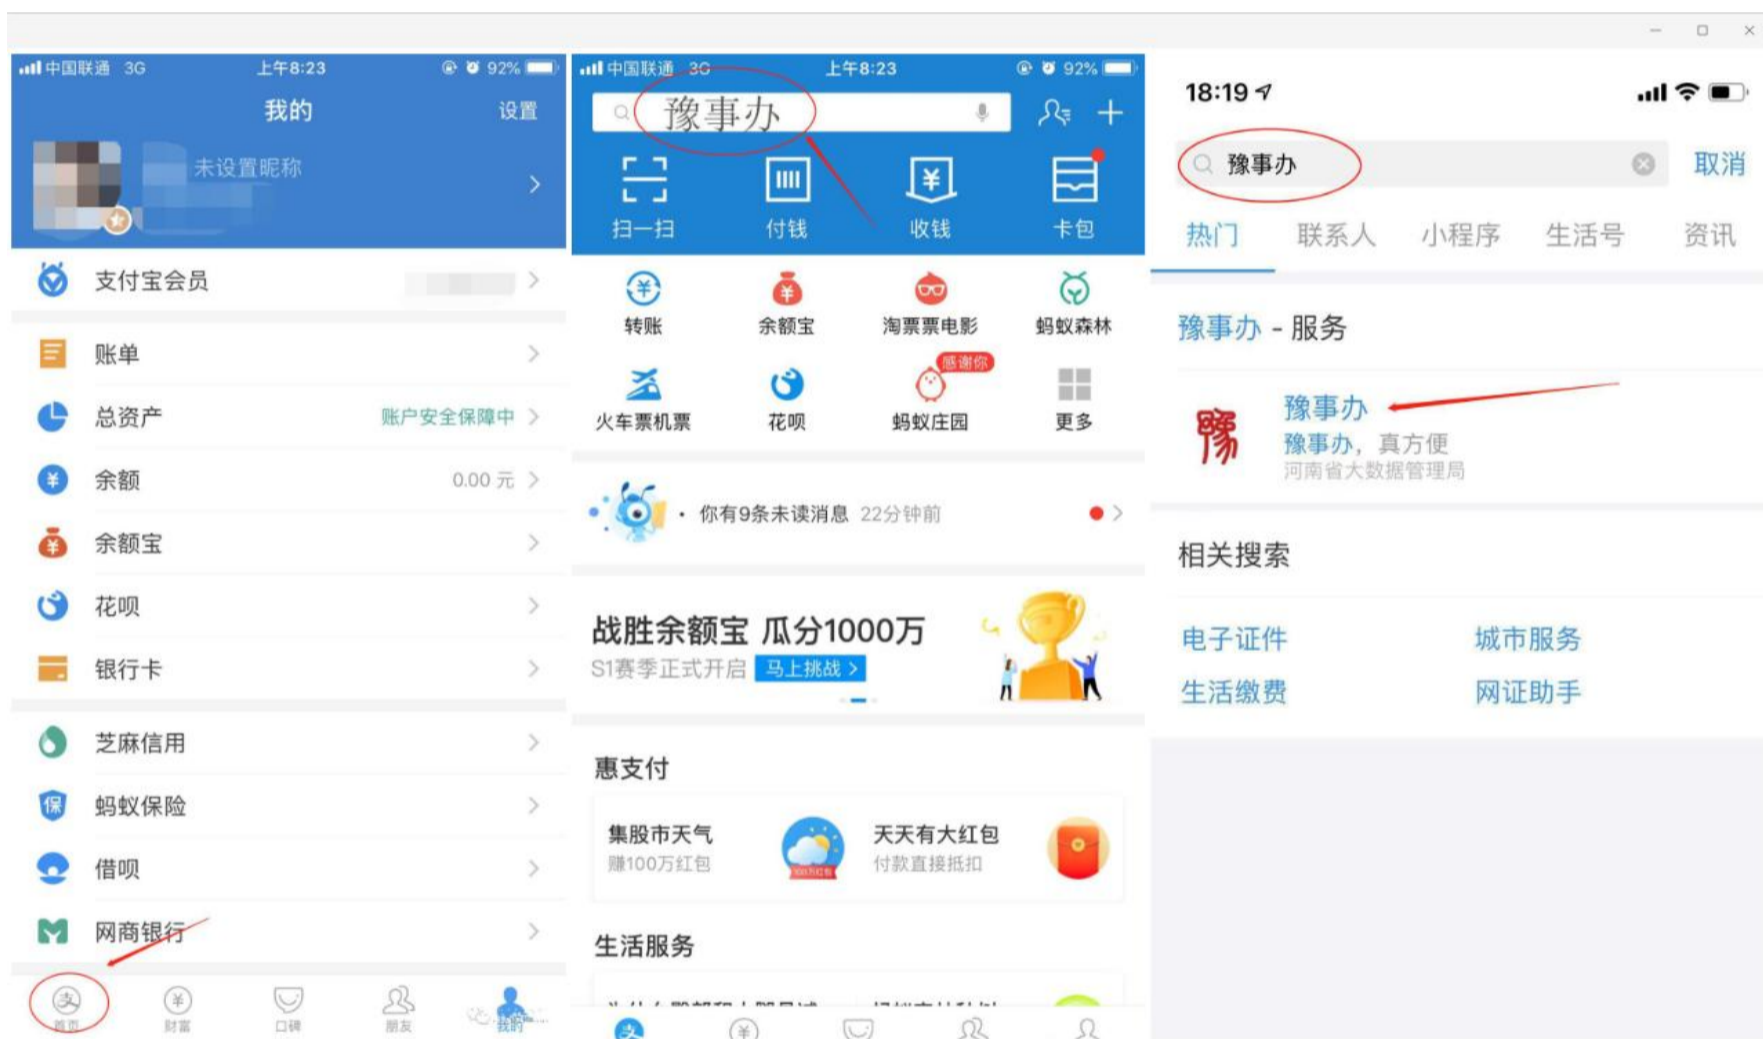 中国联通 3G 上午8:23 92%
我的 设置
未设置昵称
支付宝会员
账单
总资产 账户安全保障中
余额 0.00 元
余额宝
花呗
银行卡
芝麻信用
保 蚂蚁保险
借呗
网商银行
支
首页 财富 口碑 朋友 我的
中国联通 3G 上午8:23 92%
豫事办
扫一扫 付钱 收钱 卡包
转账 余额宝 淘票票电影 蚂蚁森林
感谢你
火车票机票 花呗 蚂蚁庄园 更多
· 你有9条未读消息 22分钟前
战胜余额宝 瓜分1000万
S1赛季正式开启 马上挑战 >
惠支付
集股市天气 天天有大红包
赚100万红包 付款直接抵扣
100万红包
生活服务
支
18:19
豫事办 取消
热门 联系人 小程序 生活号 资讯
豫事办 - 服务
豫
豫事办
豫事办，真方便
河南省大数据管理局
相关搜索
电子证件 城市服务
生活缴费 网证助手